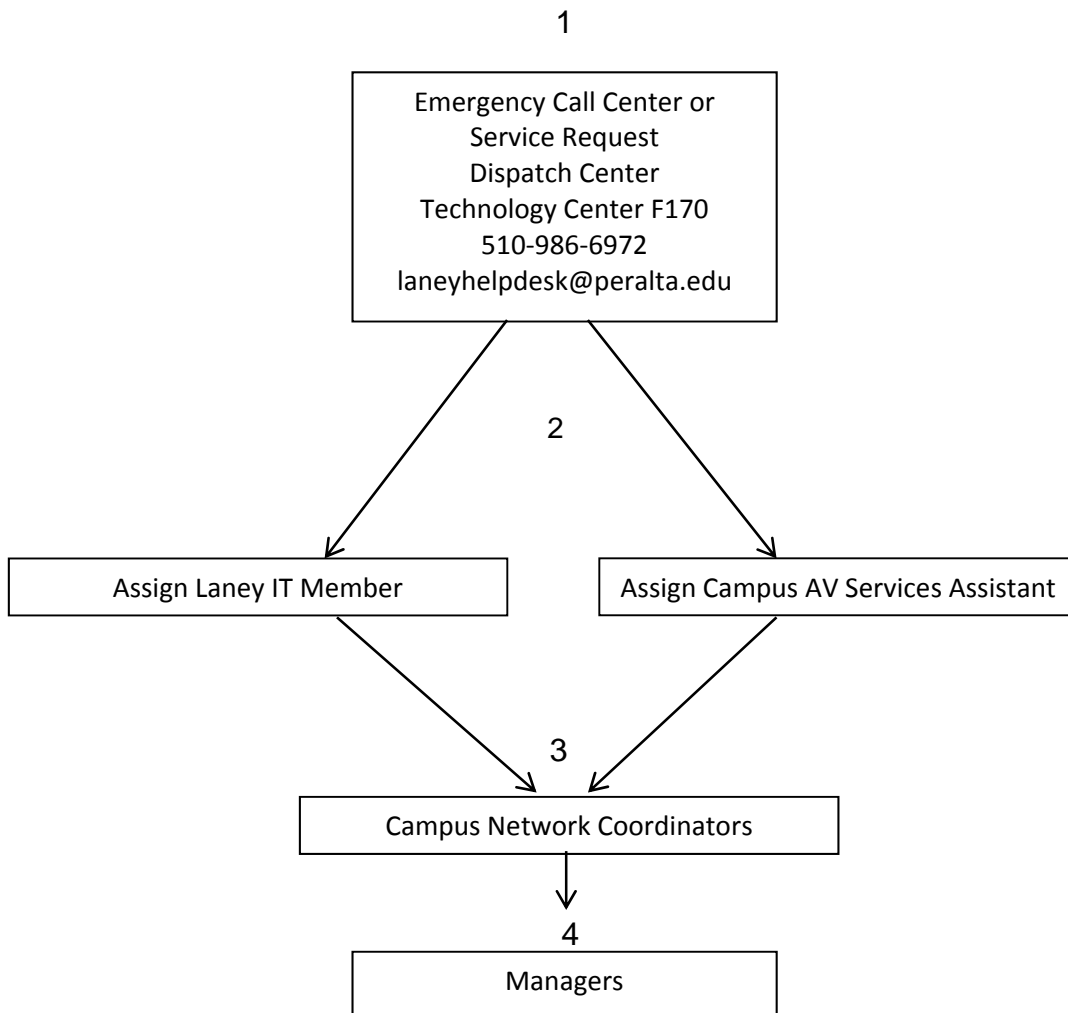 1
Emergency Call Center or
Service Request
Dispatch Center
Technology Center F170
510-986-6972
laneyhelpdesk@peralta.edu
2
Assign Laney IT Member
Assign Campus AV Services Assistant
3
Campus Network Coordinators
4
Managers